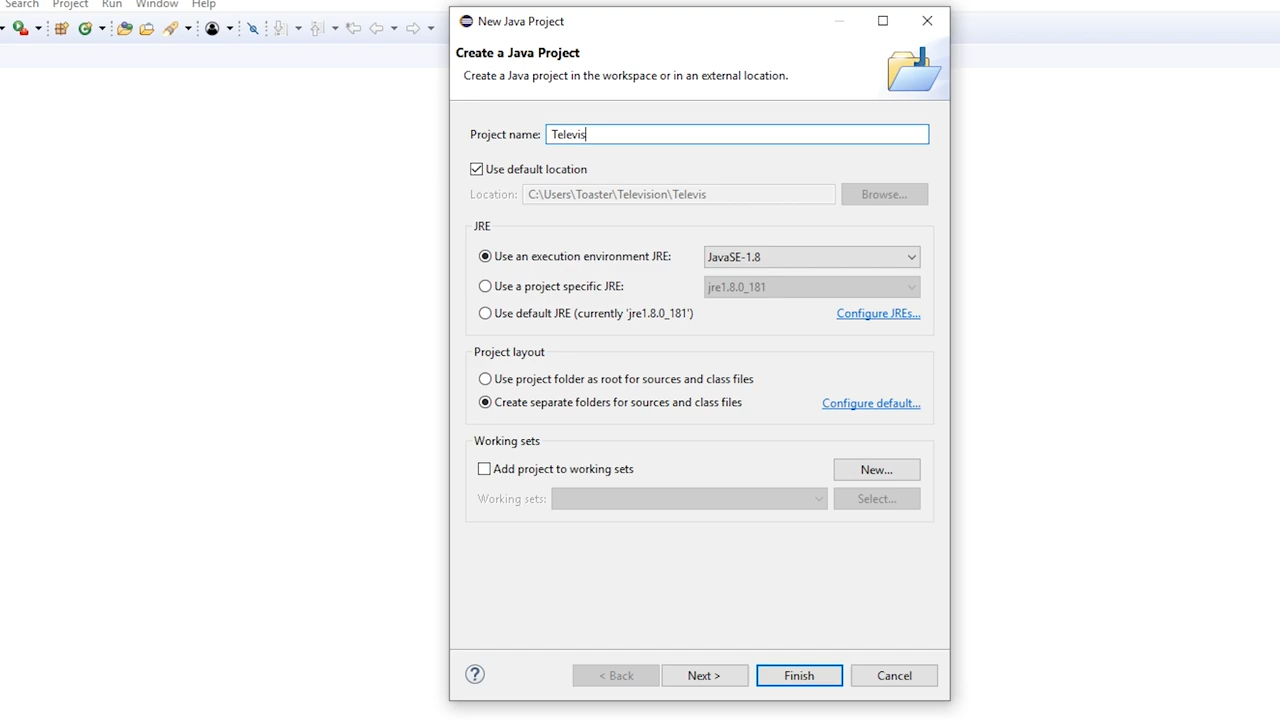 Search Project Run Window Help
New Java Project
Create a Java Project
Create a Java project in the workspace or in an external location.
Project name: Televis
Use default location
Location: C:\Users\Toaster\Television\Televis Browse...
JRE
Use an execution environment JRE: JavaSE-1.8
Use a project specific JRE: jre1.8.0_181
Use default JRE (currently 'jre1.8.0_181') Configure JREs...
Project layout
Use project folder as root for sources and class files
Create separate folders for sources and class files Configure default...
Working sets
Add project to working sets New...
Working sets: Select...
? < Back Next > Finish Cancel